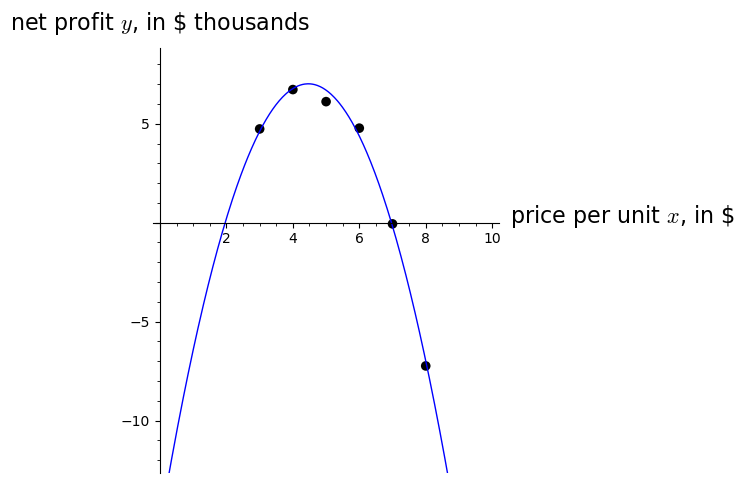 net profit y, in $ thousands
5
price per unit x, in $
2 4 6 8 10
−5
−10